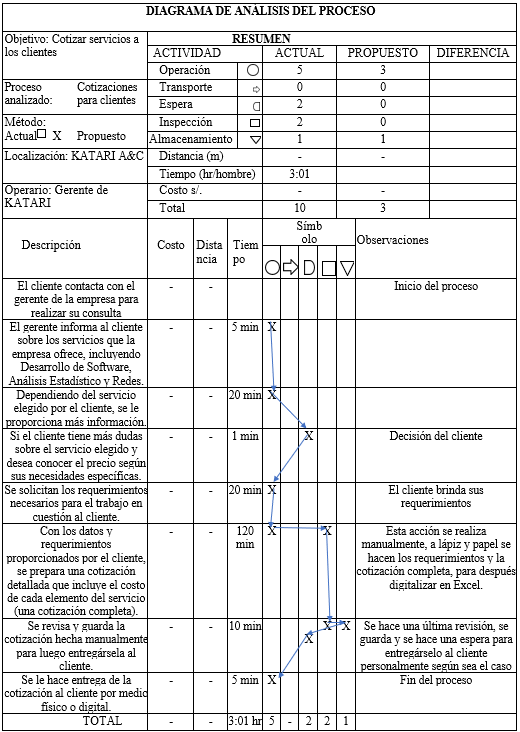 DIAGRAMA DE ANÁLISIS DEL PROCESO
Objetivo: Cotizar servicios a
los clientes
RESUMEN
ACTIVIDAD ACTUAL PROPUESTO DIFERENCIA
Operación 5 3
Proceso analizado: Cotizaciones para clientes
Transporte 0 0
Espera 2 0
Método:
Actual X Propuesto
Inspección 2 0
Almacenamiento 1 1
Localización: KATARI A&C
Distancia (m) - -
Tiempo (hr/hombre) 3:01
Operario: Gerente de
KATARI
Costo s/. - -
Total 10 3
Descripción Costo Dista
ncia Tiem
po Símb
olo Observaciones
El cliente contacta con el
gerente de la empresa para
realizar su consulta
- - Inicio del proceso
El gerente informa al cliente
sobre los servicios que la
empresa ofrece, incluyendo
Desarrollo de Software,
Análisis Estadístico y Redes.
- - 5 min X
Dependiendo del servicio
elegido por el cliente, se le
proporciona más información.
- - 20 min X
Si el cliente tiene más dudas
sobre el servicio elegido y
desea conocer el precio según
sus necesidades específicas.
- - 1 min X Decisión del cliente
Se solicitan los requerimientos
necesarios para el trabajo en
cuestión al cliente.
- - 20 min X El cliente brinda sus
requerimientos
Con los datos y
requerimientos
proporcionados por el cliente,
se prepara una cotización
detallada que incluye el costo
de cada elemento del servicio
(una cotización completa).
- - 120
min X X Esta acción se realiza
manualmente, a lápiz y papel se
hacen los requerimientos y la
cotización completa, para después
digitalizar en Excel.
Se revisa y guarda la
cotización hecha manualmente
para luego entregársela al
cliente.
- - 10 min X X X Se hace una última revisión, se
guarda y se hace una espera para
entregárselo al cliente
personalmente según sea el caso
Se le hace entrega de la
cotización al cliente por medio
físico o digital.
- - 5 min X Fin del proceso
TOTAL - - 3:01 hr 5 - 2 2 1